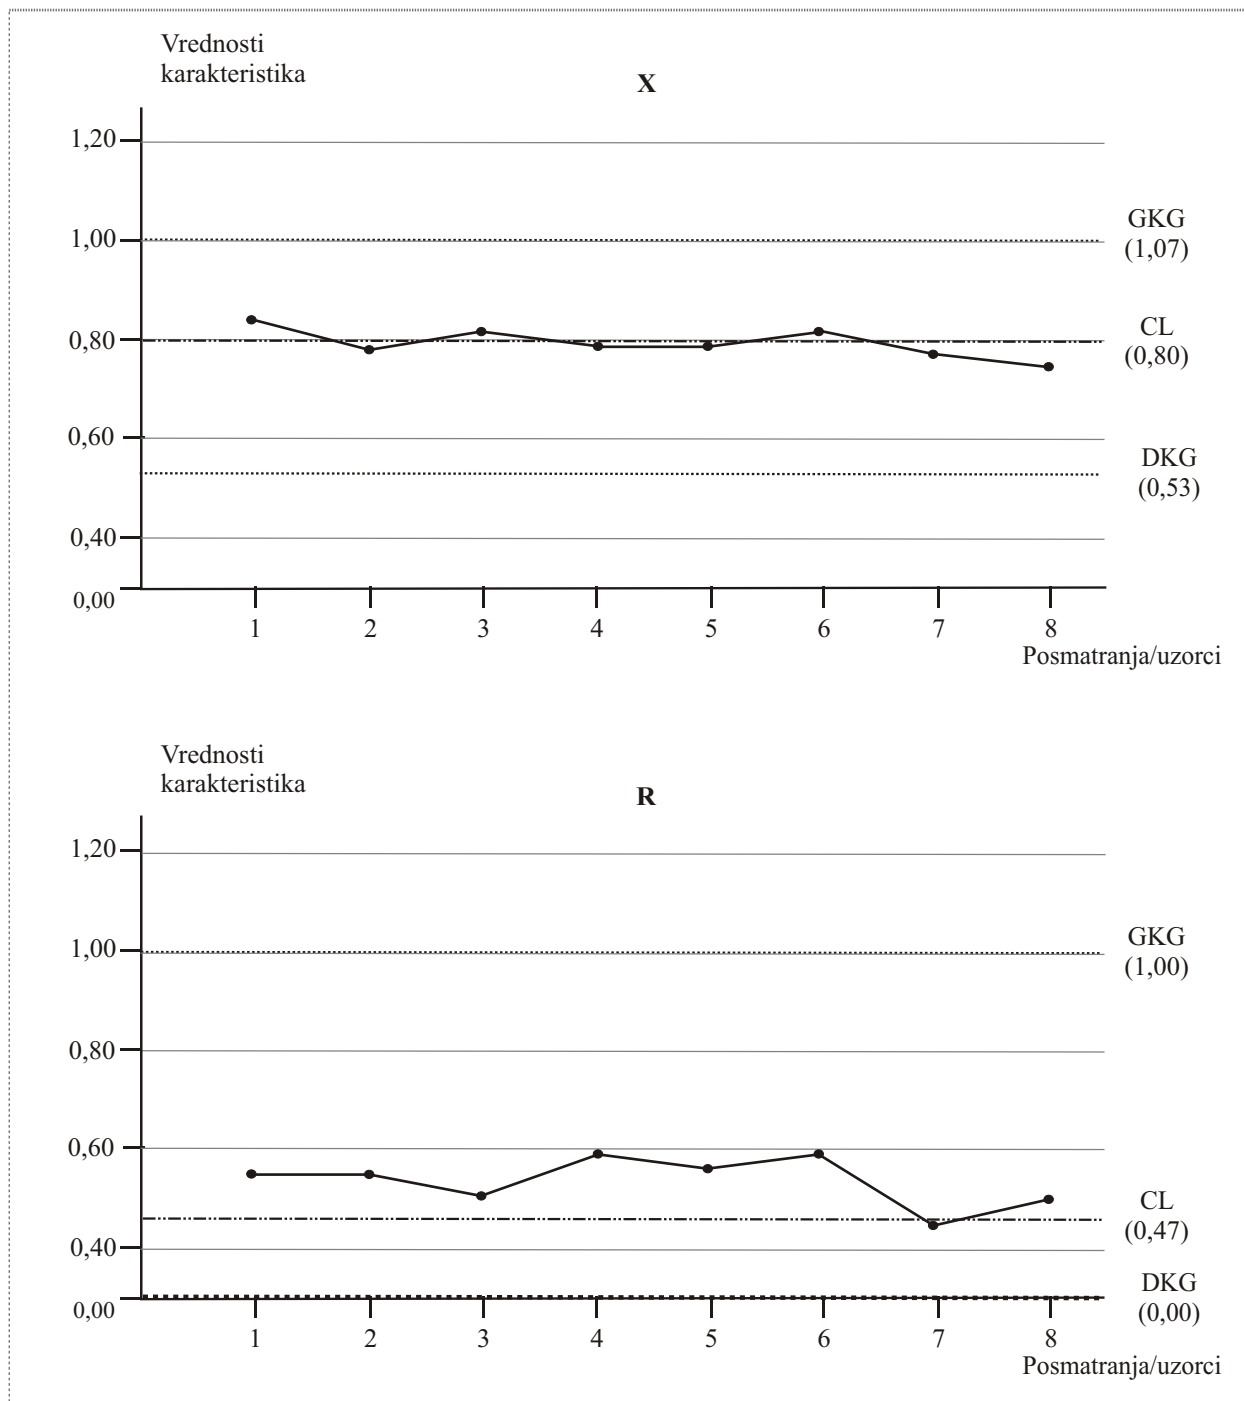 Vrednosti
karakteristika
X
1,20
1,00
GKG
(1,07)
0,80
CL
(0,80)
0,60
DKG
(0,53)
0,40
0,00
1 2 3 4 5 6 7 8
Posmatranja/uzorci
Vrednosti
karakteristika
R
1,20
1,00
GKG
(1,00)
0,80
0,60
CL
(0,47)
0,40
DKG
(0,00)
0,00
1 2 3 4 5 6 7 8
Posmatranja/uzorci